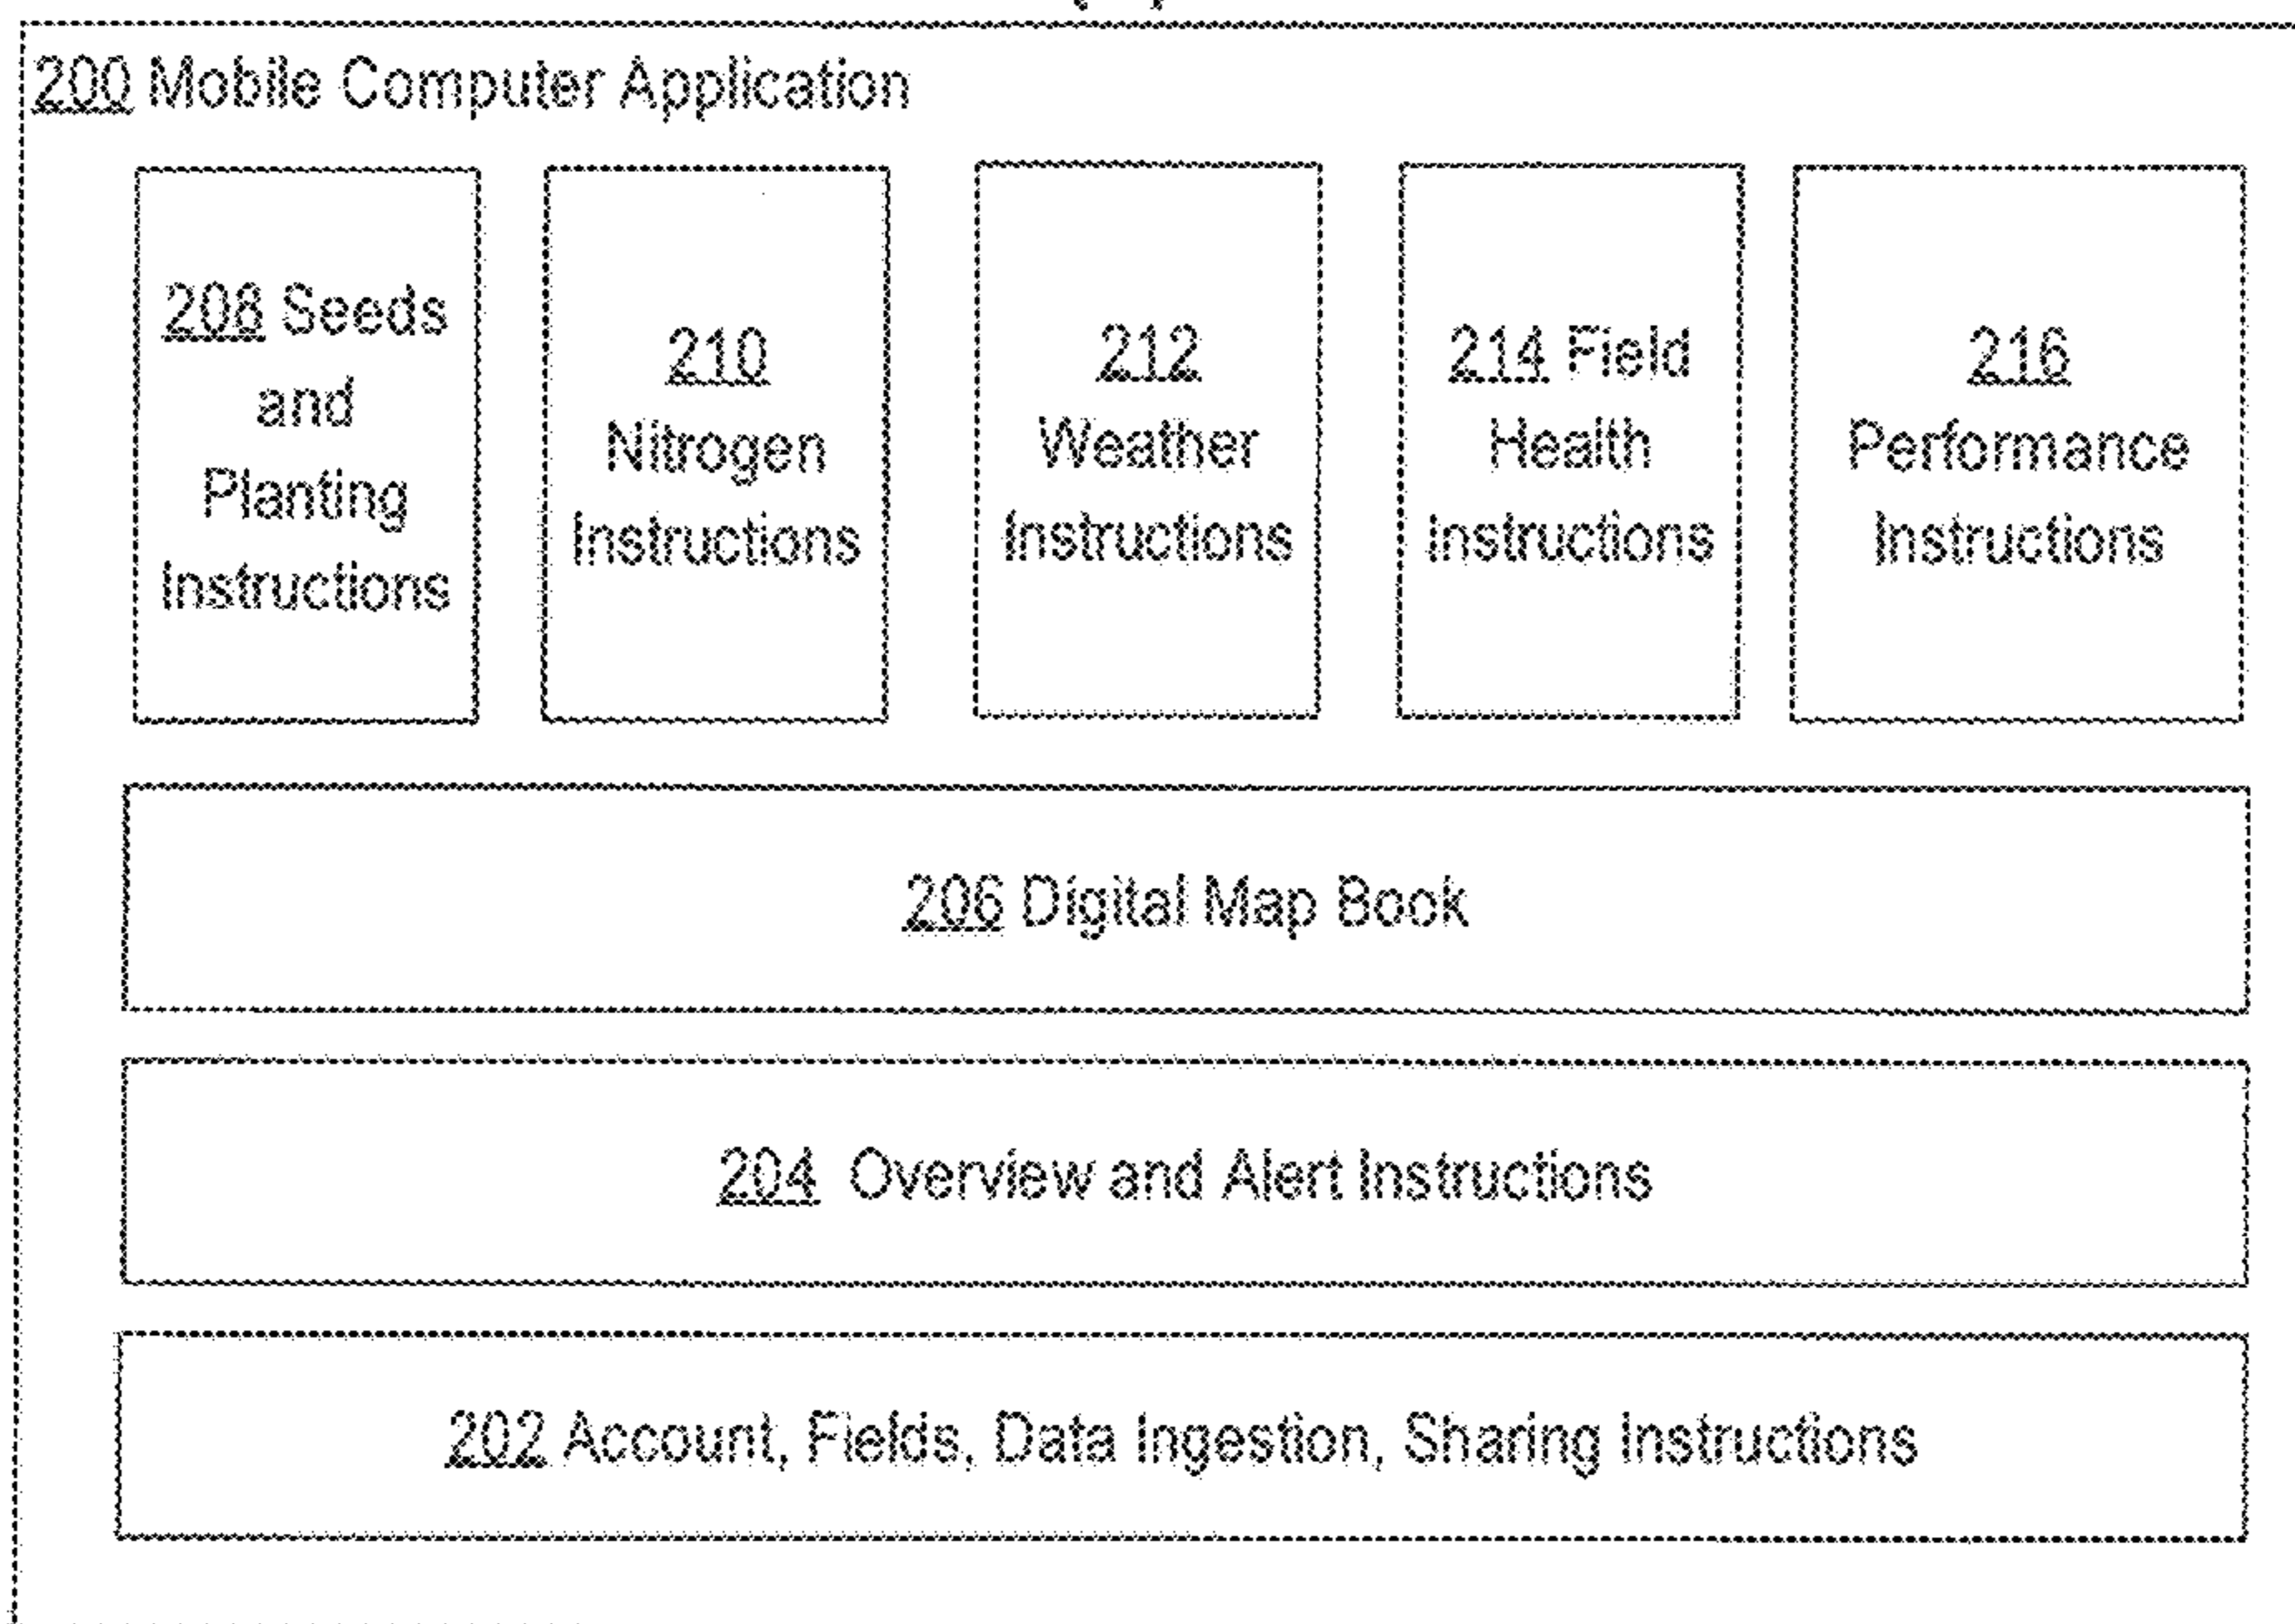 200 Mobile Computer Application
208 Seeds
and
Planting
Instructions
210
Nitrogen
Instructions
212
Weather
Instructions
214 Field
Health
Instructions
216
Performance
Instructions
206 Digital Map Book
204 Overview and Alert Instructions
202 Account, Fields, Data Ingestion, Sharing Instructions